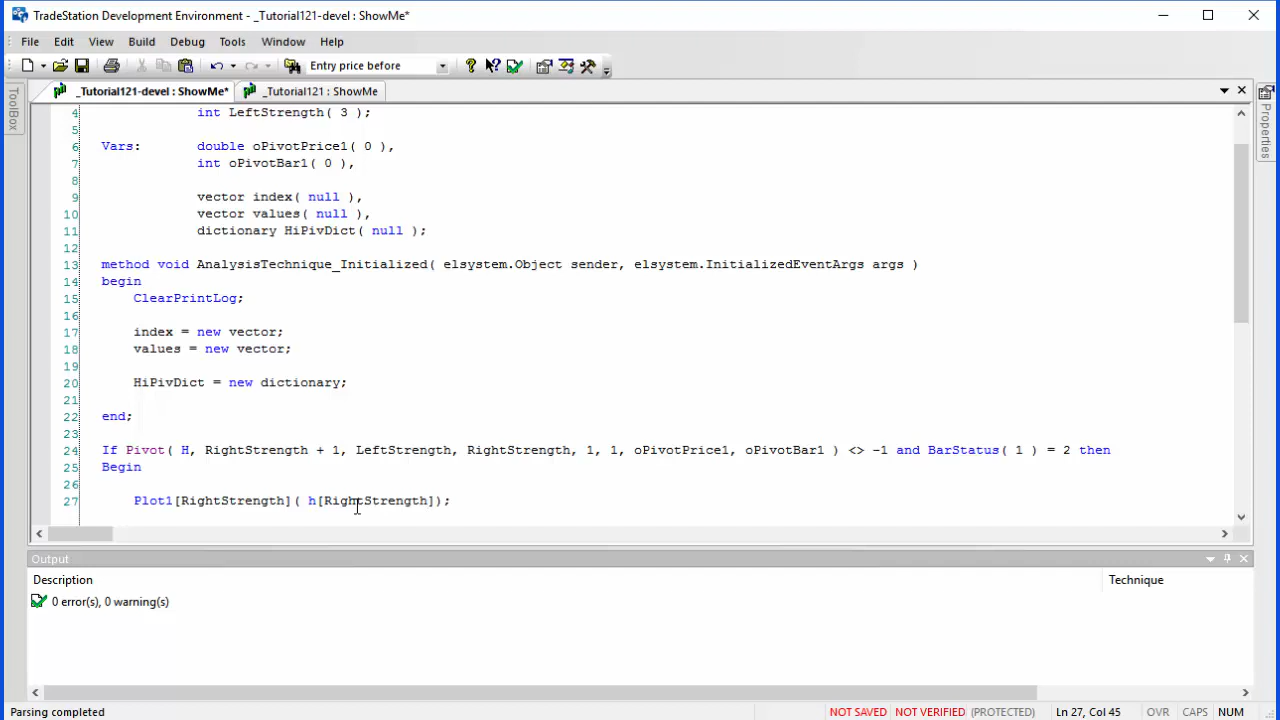 TradeStation Development Environment - _Tutorial121-devel : ShowMe*
File Edit View Build Debug Tools Window Help
Entry price before
_Tutorial121-devel : ShowMe* _Tutorial121 : ShowMe
ToolBox
Properties
4 int LeftStrength( 3 );
5
6 Vars: double oPivotPrice1( 0 ),
7 int oPivotBar1( 0 ),
8
9 vector index( null ),
10 vector values( null ),
11 dictionary HiPivDict( null );
12
13 method void AnalysisTechnique_Initialized( elsystem.Object sender, elsystem.InitializedEventArgs args )
14 begin
15 ClearPrintLog;
16
17 index = new vector;
18 values = new vector;
19
20 HiPivDict = new dictionary;
21
22 end;
23
24 If Pivot( H, RightStrength + 1, LeftStrength, RightStrength, 1, 1, oPivotPrice1, oPivotBar1 ) <> -1 and BarStatus( 1 ) = 2 then
25 Begin
26
27 Plot1[RightStrength]( h[RightStrength]);
Output
Description Technique
0 error(s), 0 warning(s)
Parsing completed NOT SAVED NOT VERIFIED (PROTECTED) Ln 27, Col 45 OVR CAPS NUM